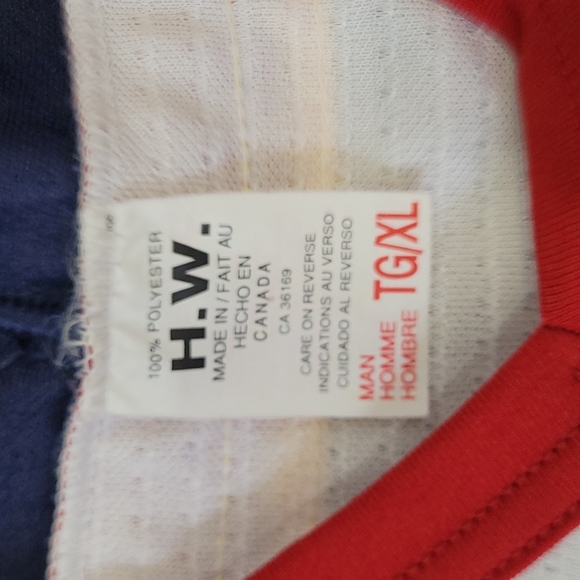 100% POLYESTER
H.W.
MADE IN / FAIT AU
HECHO EN
CANADA
CA 36169
CARE ON REVERSE
INDICATIONS AU VERSO
CUIDADO AL REVERSO
MAN
HOMME
HOMBRE
TG/XL